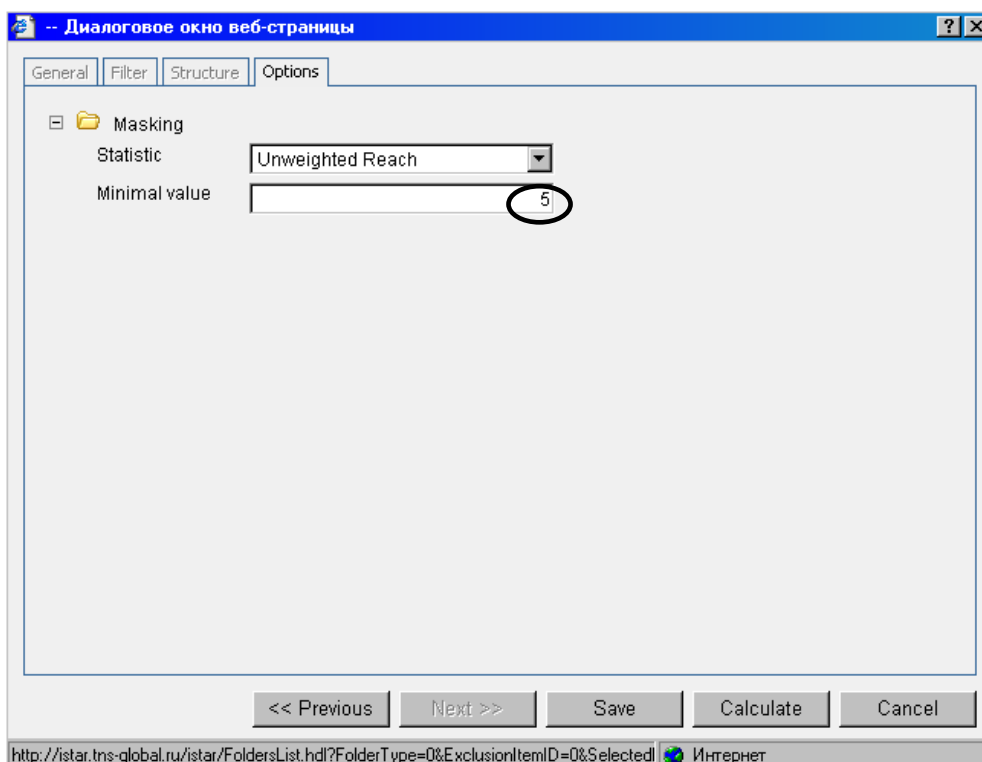 -- Диалоговое окно веб-страницы
General Filter Structure Options
Masking
Statistic Unweighted Reach
Minimal value 5
<< Previous Next >> Save Calculate Cancel
http://istar.tns-global.ru/istar/FoldersList.hdl?FolderType=0&ExclusionItemID=0&Selected Интернет